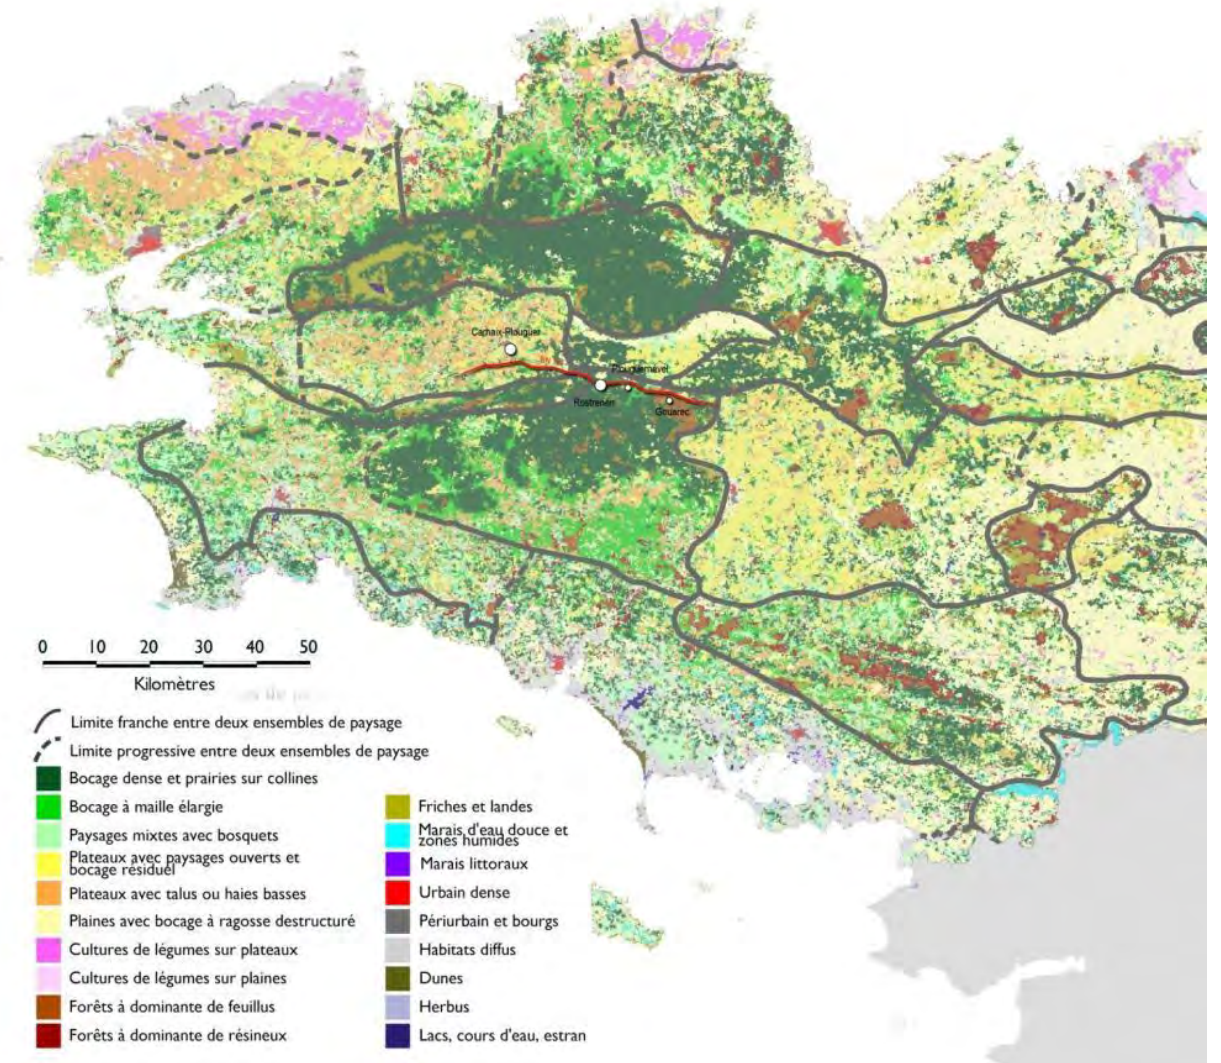 Carhaix-Plouguer
Plouguernével
Rostrenen
Gouarec
0 10 20 30 40 50
Kilomètres
Limite franche entre deux ensembles de paysage
Limite progressive entre deux ensembles de paysage
Bocage dense et prairies sur collines
Bocage à maille élargie
Paysages mixtes avec bosquets
Plateaux avec paysages ouverts et
bocage résiduel
Plateaux avec talus ou haies basses
Plaines avec bocage à ragosse destructuré
Cultures de légumes sur plateaux
Cultures de légumes sur plaines
Forêts à dominante de feuillus
Forêts à dominante de résineux
Friches et landes
Marais d'eau douce et
zones humides
Marais littoraux
Urbain dense
Périurbain et bourgs
Habitats diffus
Dunes
Herbus
Lacs, cours d'eau, estran